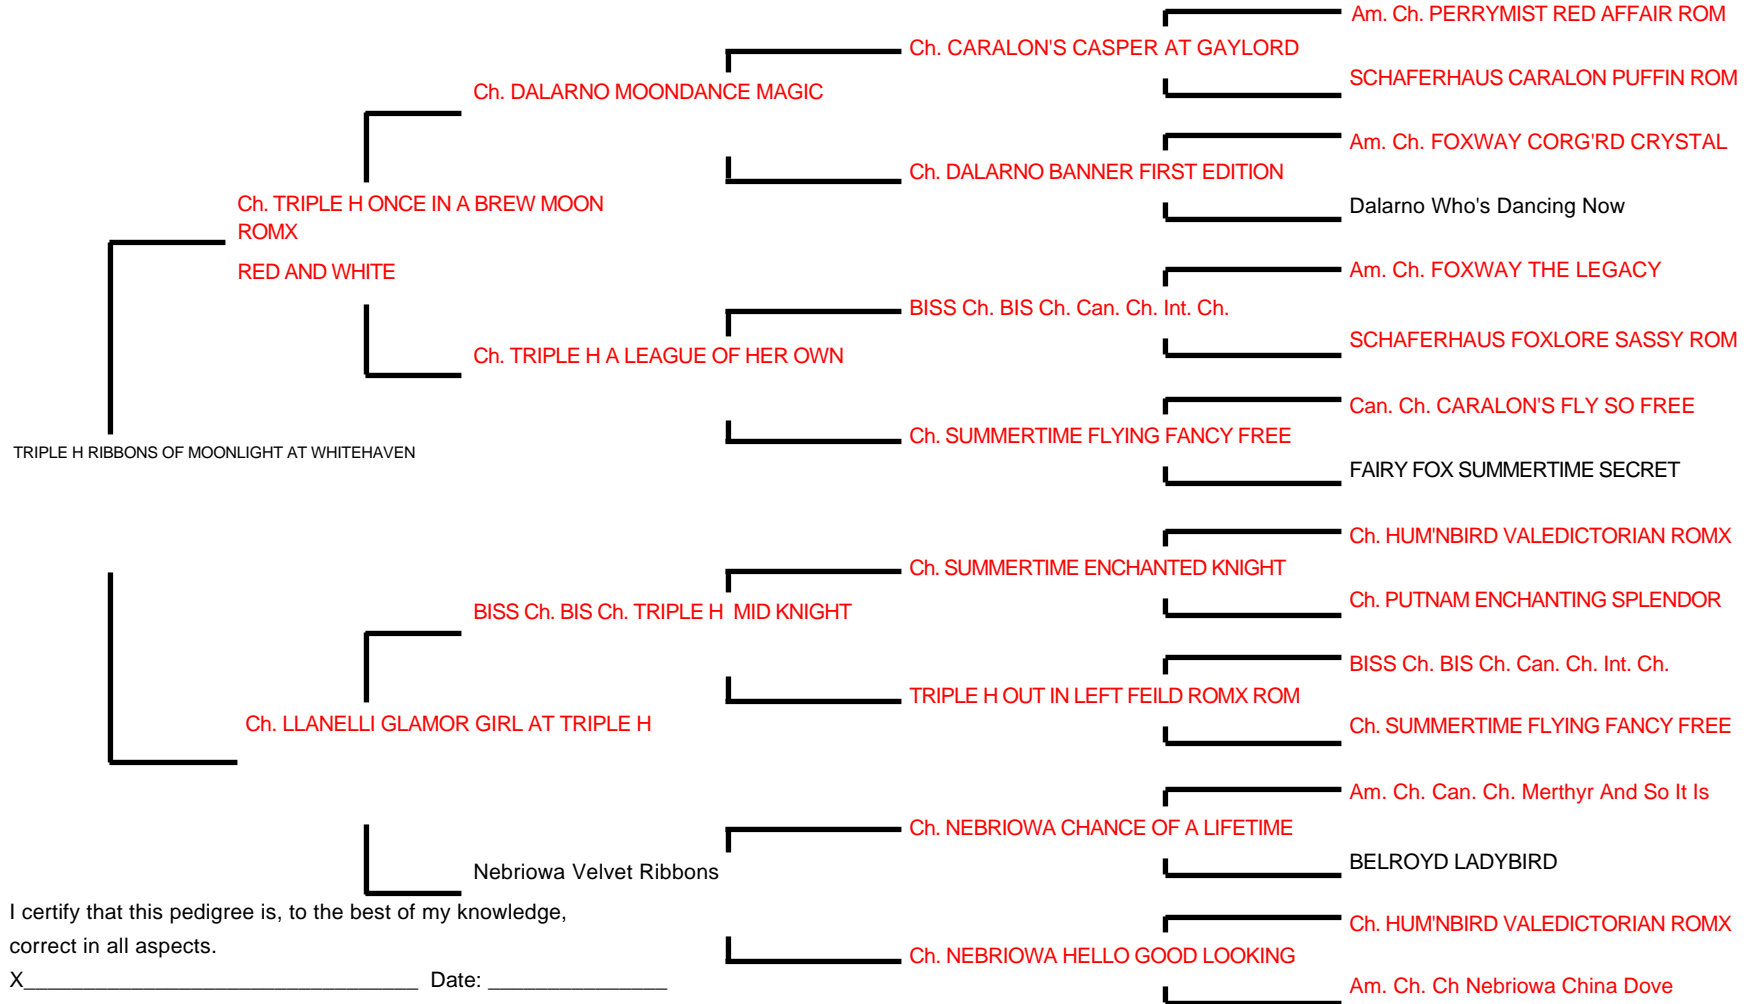 Am. Ch. PERRYMIST RED AFFAIR ROM
Ch. CARALON'S CASPER AT GAYLORD
SCHAFERHAUS CARALON PUFFIN ROM
Ch. DALARNO MOONDANCE MAGIC
Am. Ch. FOXWAY CORG'RD CRYSTAL
Ch. DALARNO BANNER FIRST EDITION
Dalarno Who's Dancing Now
Ch. TRIPLE H ONCE IN A BREW MOON
ROMX
RED AND WHITE
Am. Ch. FOXWAY THE LEGACY
BISS Ch. BIS Ch. Can. Ch. Int. Ch.
SCHAFERHAUS FOXLORE SASSY ROM
Ch. TRIPLE H A LEAGUE OF HER OWN
Can. Ch. CARALON'S FLY SO FREE
Ch. SUMMERTIME FLYING FANCY FREE
FAIRY FOX SUMMERTIME SECRET
TRIPLE H RIBBONS OF MOONLIGHT AT WHITEHAVEN
Ch. HUM'NBIRD VALEDICTORIAN ROMX
Ch. SUMMERTIME ENCHANTED KNIGHT
Ch. PUTNAM ENCHANTING SPLENDOR
BISS Ch. BIS Ch. TRIPLE H  MID KNIGHT
BISS Ch. BIS Ch. Can. Ch. Int. Ch.
TRIPLE H OUT IN LEFT FEILD ROMX ROM
Ch. SUMMERTIME FLYING FANCY FREE
Ch. LLANELLI GLAMOR GIRL AT TRIPLE H
Am. Ch. Can. Ch. Merthyr And So It Is
Ch. NEBRIOWA CHANCE OF A LIFETIME
BELROYD LADYBIRD
Nebriowa Velvet Ribbons
Ch. HUM'NBIRD VALEDICTORIAN ROMX
Ch. NEBRIOWA HELLO GOOD LOOKING
Am. Ch. Ch Nebriowa China Dove
I certify that this pedigree is, to the best of my knowledge,
correct in all aspects.
X_________________________________ Date: _______________